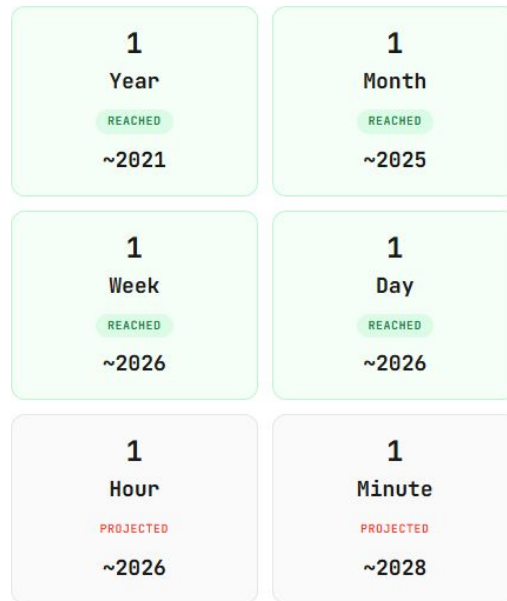 1
Year
REACHED
~2021
1
Month
REACHED
~2025
1
Week
REACHED
~2026
1
Day
REACHED
~2026
1
Hour
PROJECTED
~2026
1
Minute
PROJECTED
~2028